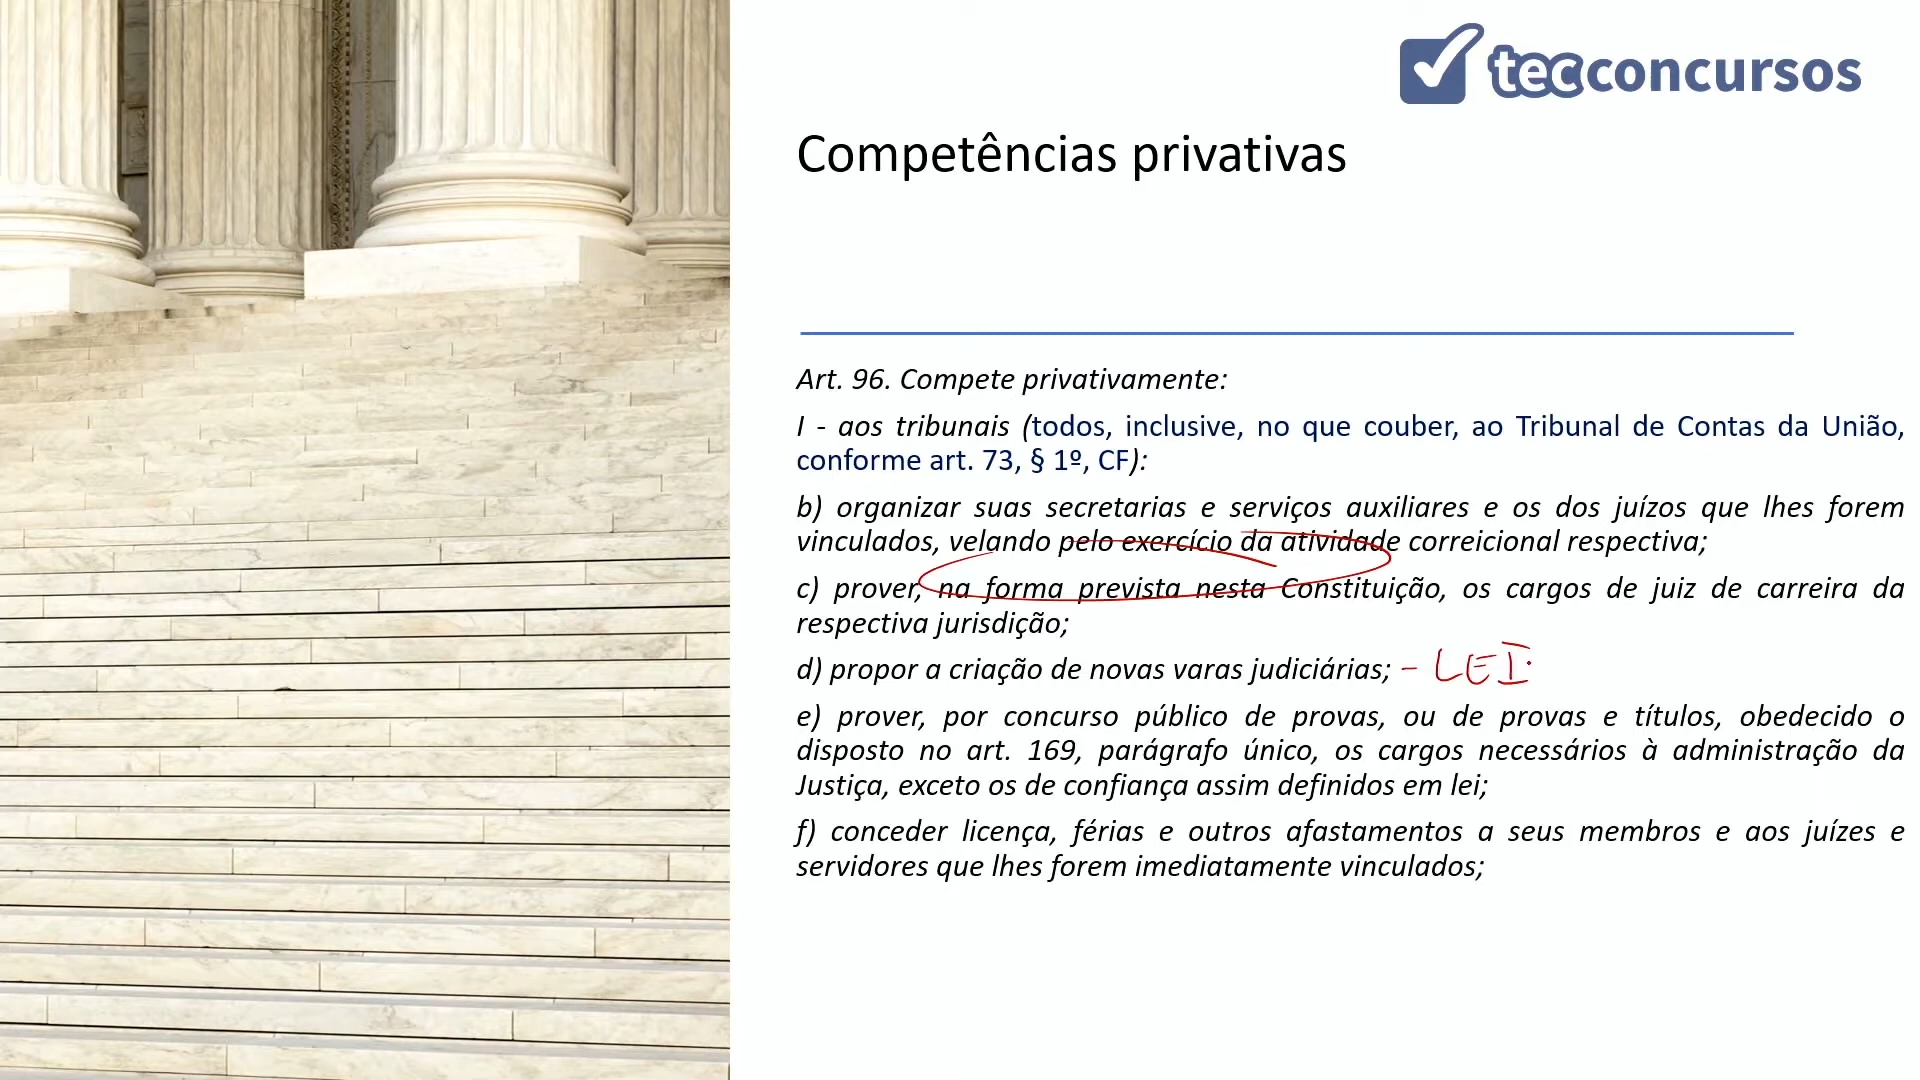 tecconcursos
Competências privativas
Art. 96. Compete privativamente:
I - aos tribunais (todos, inclusive, no que couber, ao Tribunal de Contas da União,
conforme art. 73, § 1º, CF):
b) organizar suas secretarias e serviços auxiliares e os dos juízos que lhes forem
vinculados, velando pelo exercício da atividade correicional respectiva;
c) prover, na forma prevista nesta Constituição, os cargos de juiz de carreira da
respectiva jurisdição;
d) propor a criação de novas varas judiciárias; - LEI
e) prover, por concurso público de provas, ou de provas e títulos, obedecido o
disposto no art. 169, parágrafo único, os cargos necessários à administração da
Justiça, exceto os de confiança assim definidos em lei;
f) conceder licença, férias e outros afastamentos a seus membros e aos juízes e
servidores que lhes forem imediatamente vinculados;